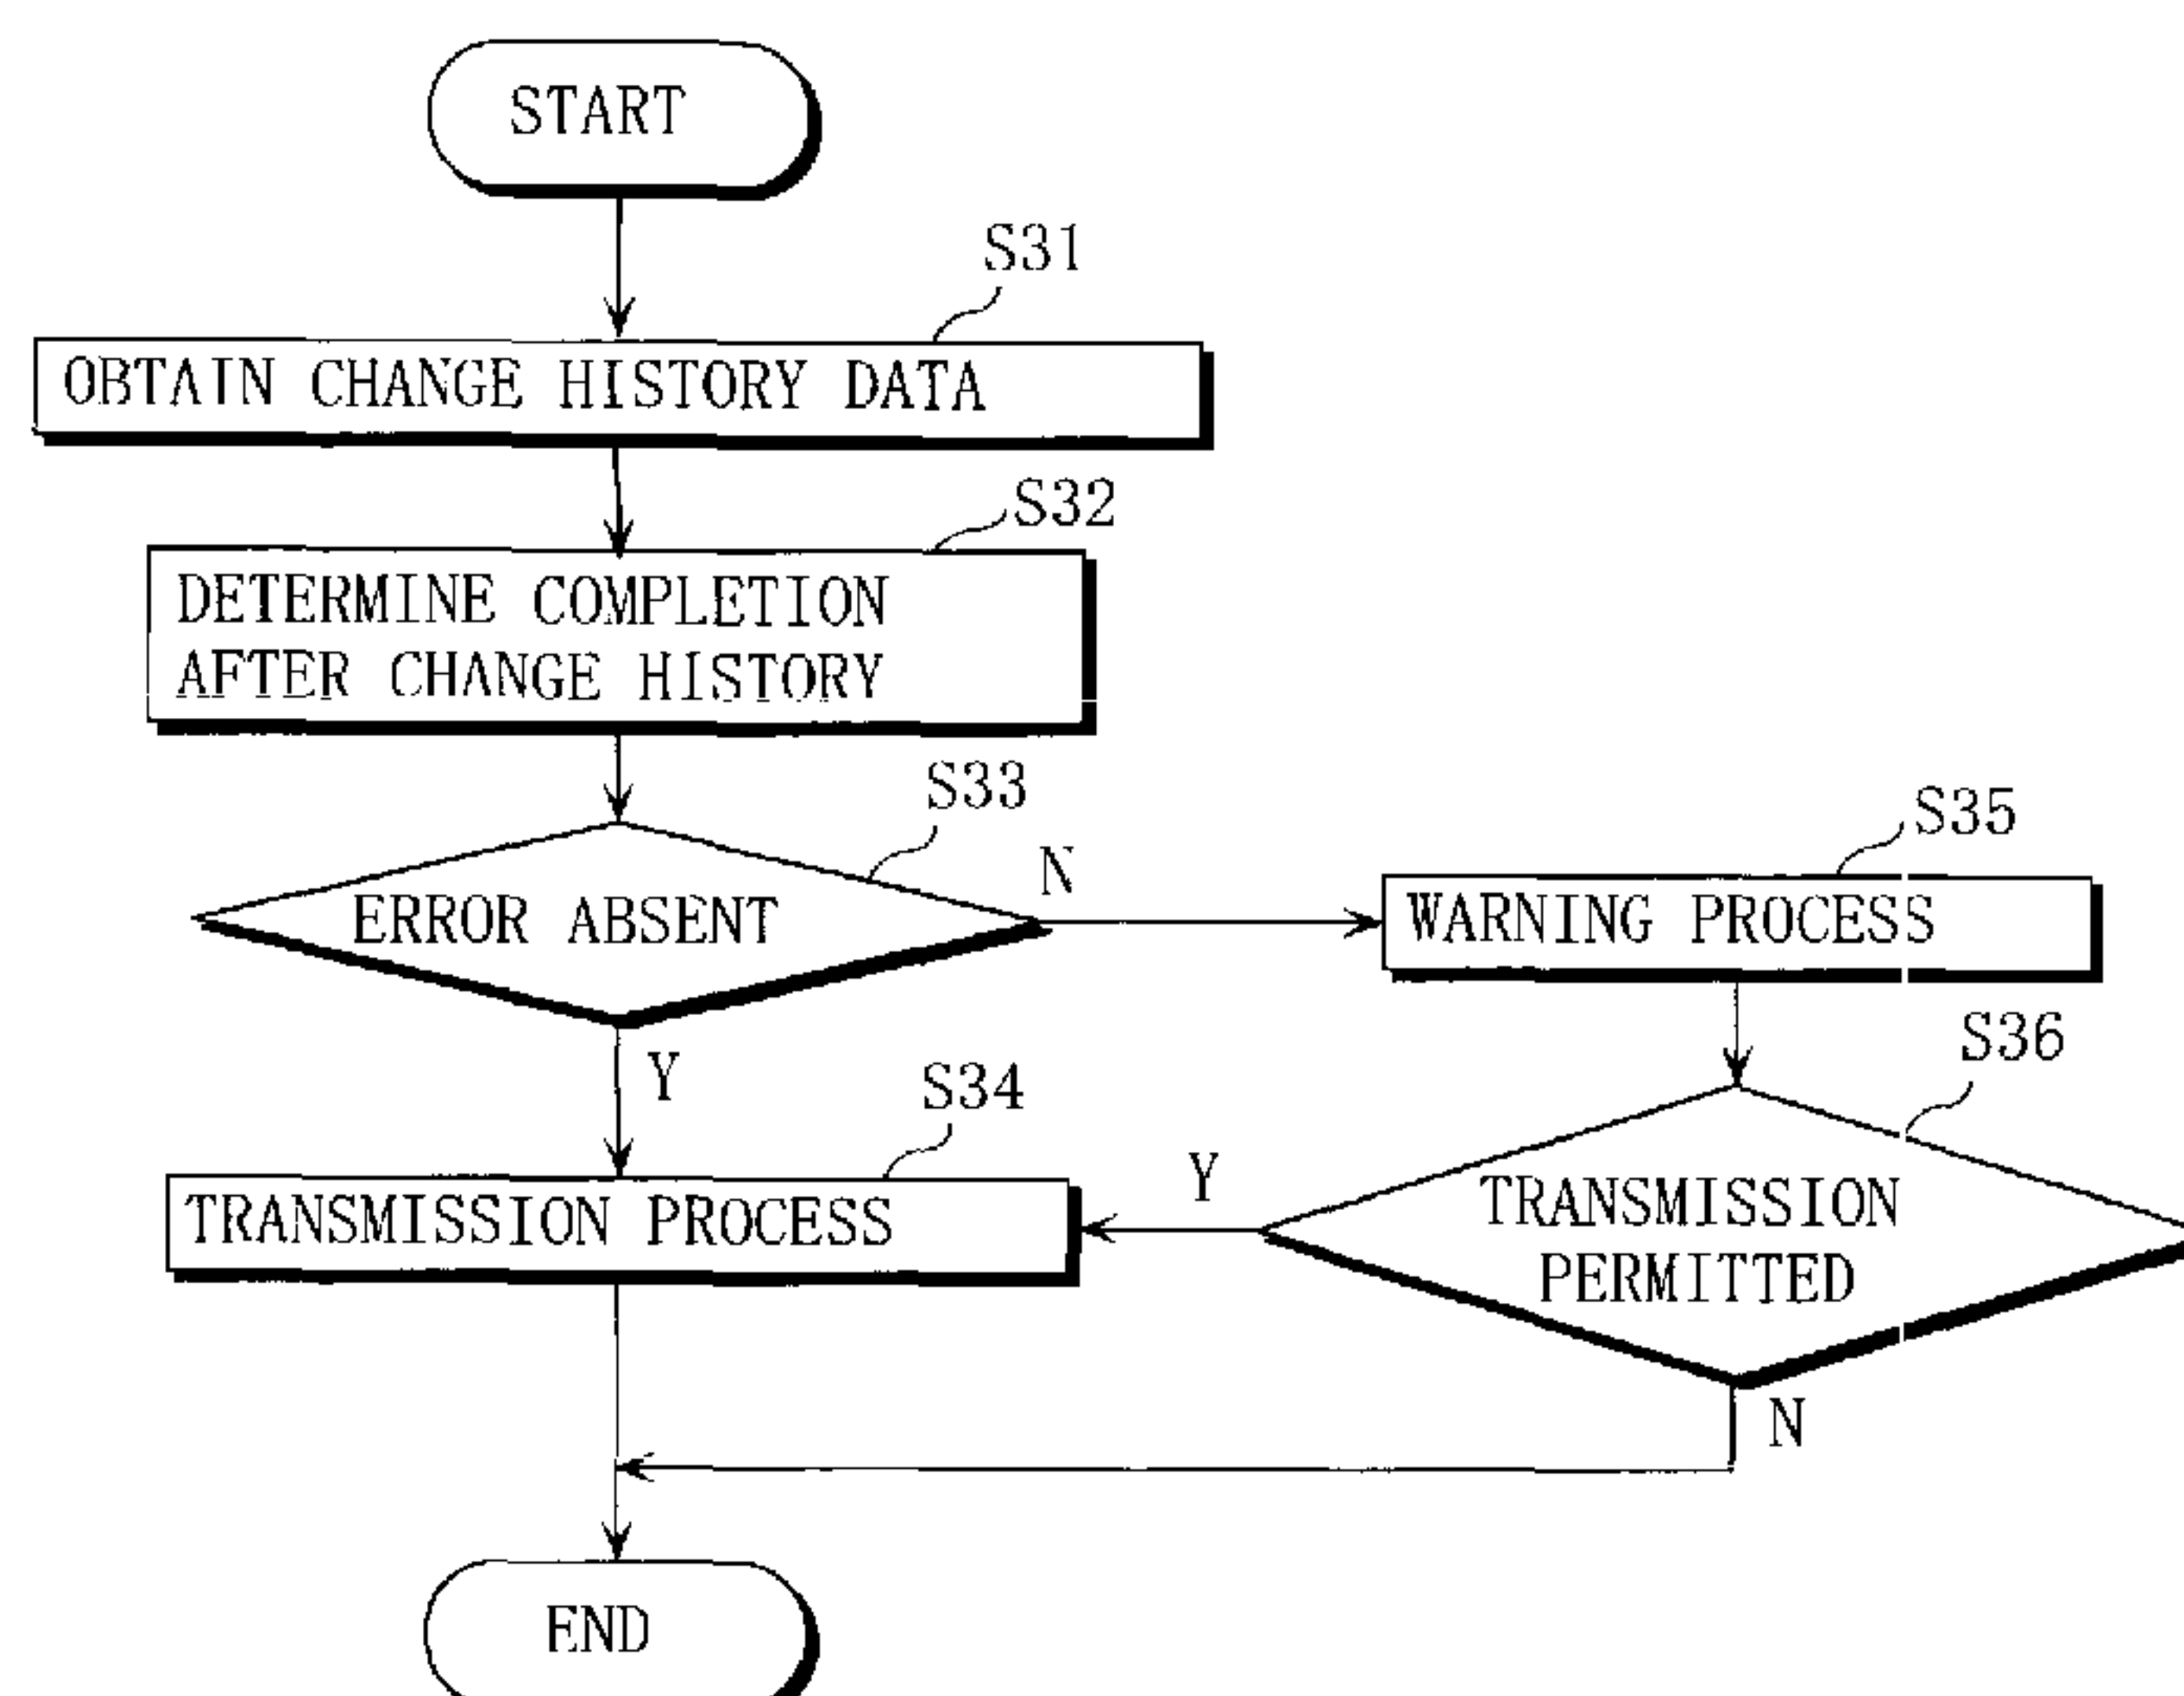 START
S31
OBTAIN CHANGE HISTORY DATA
S32
DETERMINE COMPLETION
AFTER CHANGE HISTORY
S33
ERROR ABSENT
N
S35
WARNING PROCESS
Y
S34
TRANSMISSION PROCESS
S36
Y
TRANSMISSION
PERMITTED
N
END